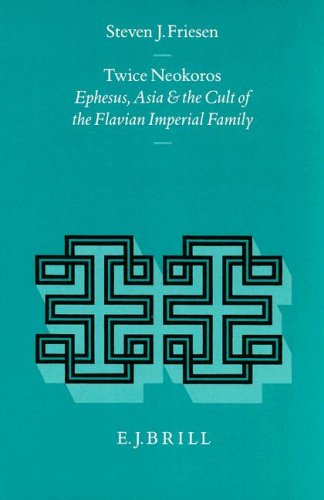 Steven J. Friesen
Twice Neokoros
Ephesus, Asia & the Cult of
the Flavian Imperial Family
E.J. BRILL